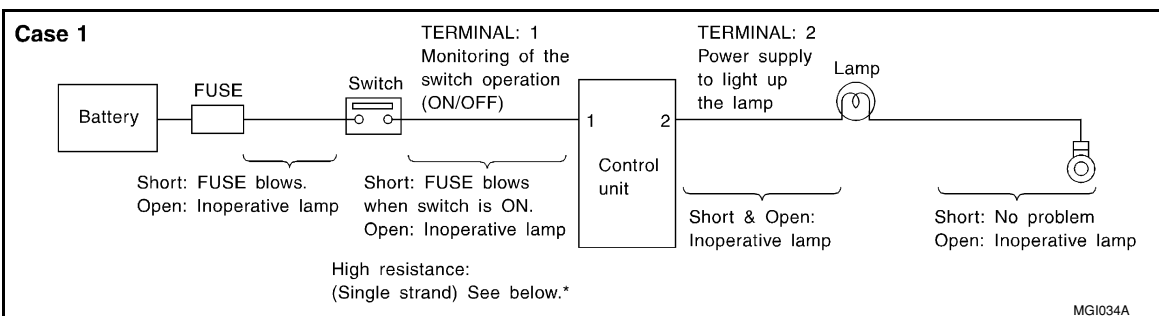 Case 1
TERMINAL: 1
Monitoring of the
switch operation
(ON/OFF)
TERMINAL: 2
Power supply
to light up
the lamp
Lamp
Battery
FUSE
Switch
1
2
Control
unit
Short: FUSE blows.
Open: Inoperative lamp
Short: FUSE blows
when switch is ON.
Open: Inoperative lamp
High resistance:
(Single strand) See below.*
Short & Open:
Inoperative lamp
Short: No problem
Open: Inoperative lamp
MGI034A